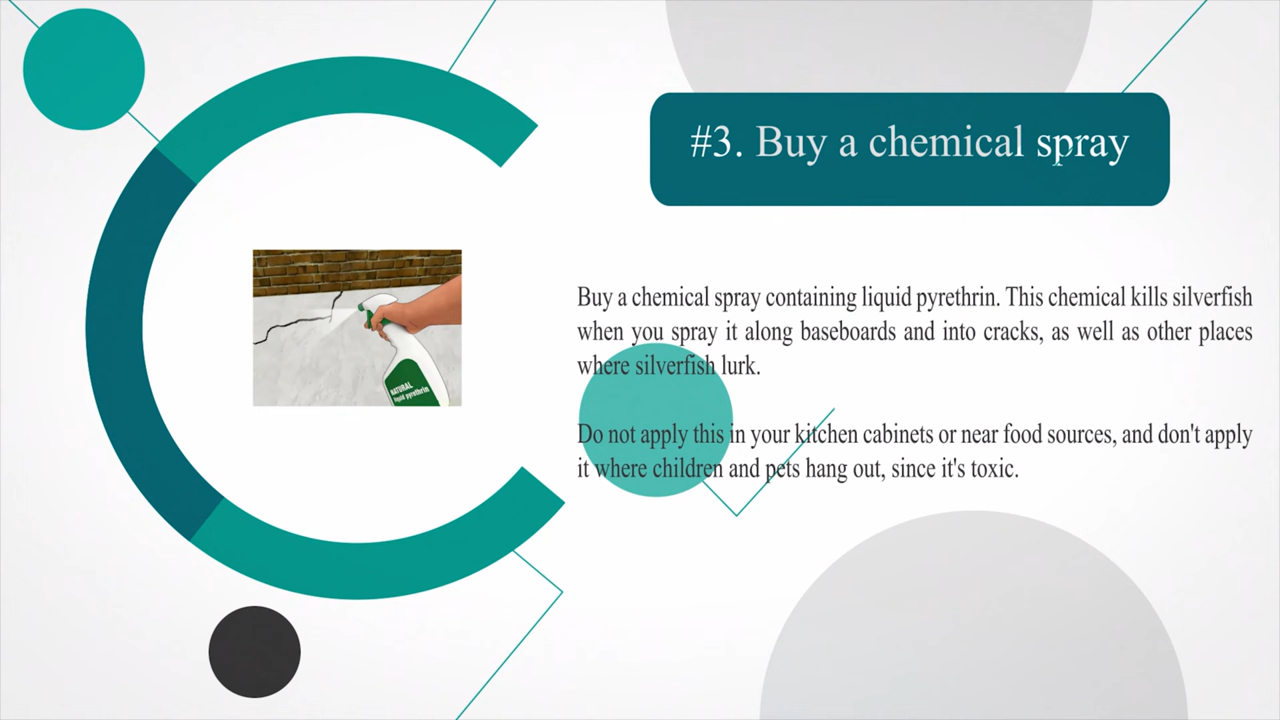 #3. Buy a chemical spray
Buy a chemical spray containing liquid pyrethrin. This chemical kills silverfish
when you spray it along baseboards and into cracks, as well as other places
where silverfish lurk.
Do not apply this in your kitchen cabinets or near food sources, and don't apply
it where children and pets hang out, since it's toxic.
NATURAL
liquid pyrethrin